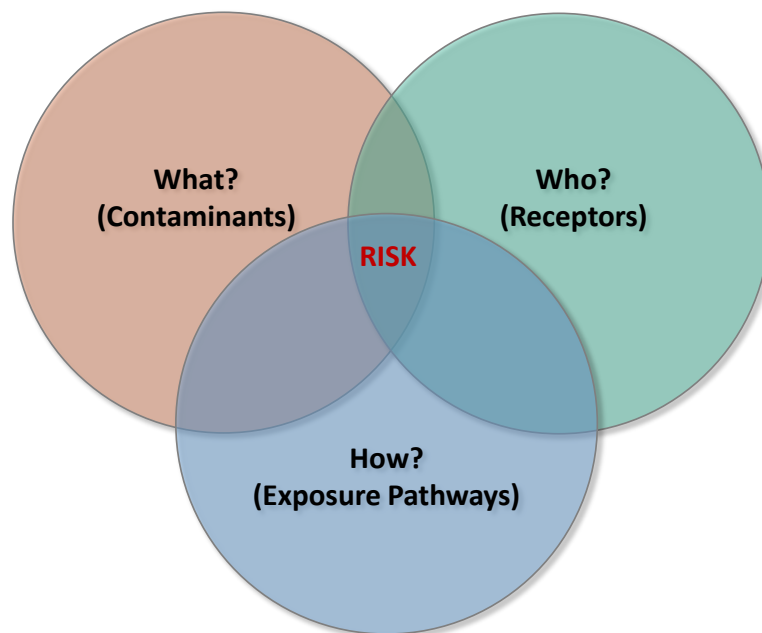 What?
(Contaminants)
Who?
(Receptors)
RISK
How?
(Exposure Pathways)